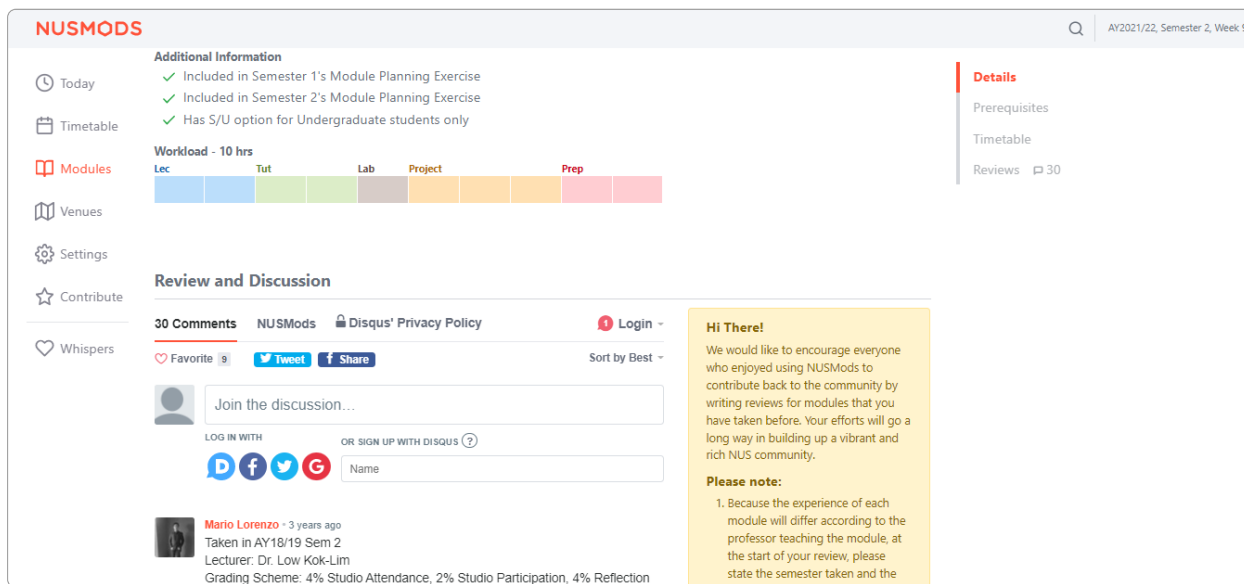 NUSMODS
AY2021/22, Semester 2, Week
Today
Timetable
Modules
Venues
Settings
Contribute
Whispers
Additional Information
Included in Semester 1's Module Planning Exercise
Included in Semester 2's Module Planning Exercise
Has S/U option for Undergraduate students only
Workload - 10 hrs
Lec Tut Lab Project Prep
Review and Discussion
30 Comments NUSMods Disqus' Privacy Policy 1 Login
Favorite 9 Tweet f Share Sort by Best
Join the discussion…
LOG IN WITH
OR SIGN UP WITH DISQUS ?
D f G
Name
Mario Lorenzo • 3 years ago
Taken in AY18/19 Sem 2
Lecturer: Dr. Low Kok-Lim
Grading Scheme: 4% Studio Attendance, 2% Studio Participation, 4% Reflection
Hi There!
We would like to encourage everyone
who enjoyed using NUSMods to
contribute back to the community by
writing reviews for modules that you
have taken before. Your efforts will go a
long way in building up a vibrant and
rich NUS community.
Please note:
1. Because the experience of each
module will differ according to the
professor teaching the module, at
the start of your review, please
state the semester taken and the
Details
Prerequisites
Timetable
Reviews 30